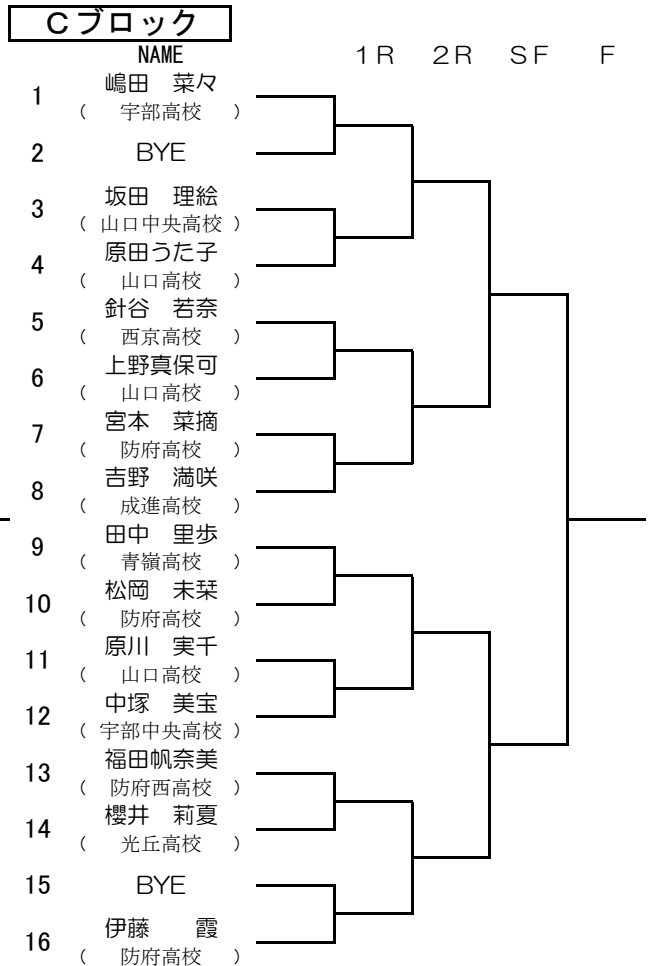 Cブロック
NAME 1R 2R SF F
1 嶋田 菜々
( 宇部高校 )
2 BYE
3 坂田 理絵
( 山口中央高校 )
4 原田うた子
( 山口高校 )
5 針谷 若奈
( 西京高校 )
6 上野真保可
( 山口高校 )
7 宮本 菜摘
( 防府高校 )
8 吉野 満咲
( 成進高校 )
9 田中 里歩
( 青嶺高校 )
10 松岡 未栞
( 防府高校 )
11 原川 実千
( 山口高校 )
12 中塚 美宝
( 宇部中央高校 )
13 福田帆奈美
( 防府西高校 )
14 櫻井 莉夏
( 光丘高校 )
15 BYE
16 伊藤 霞
( 防府高校 )